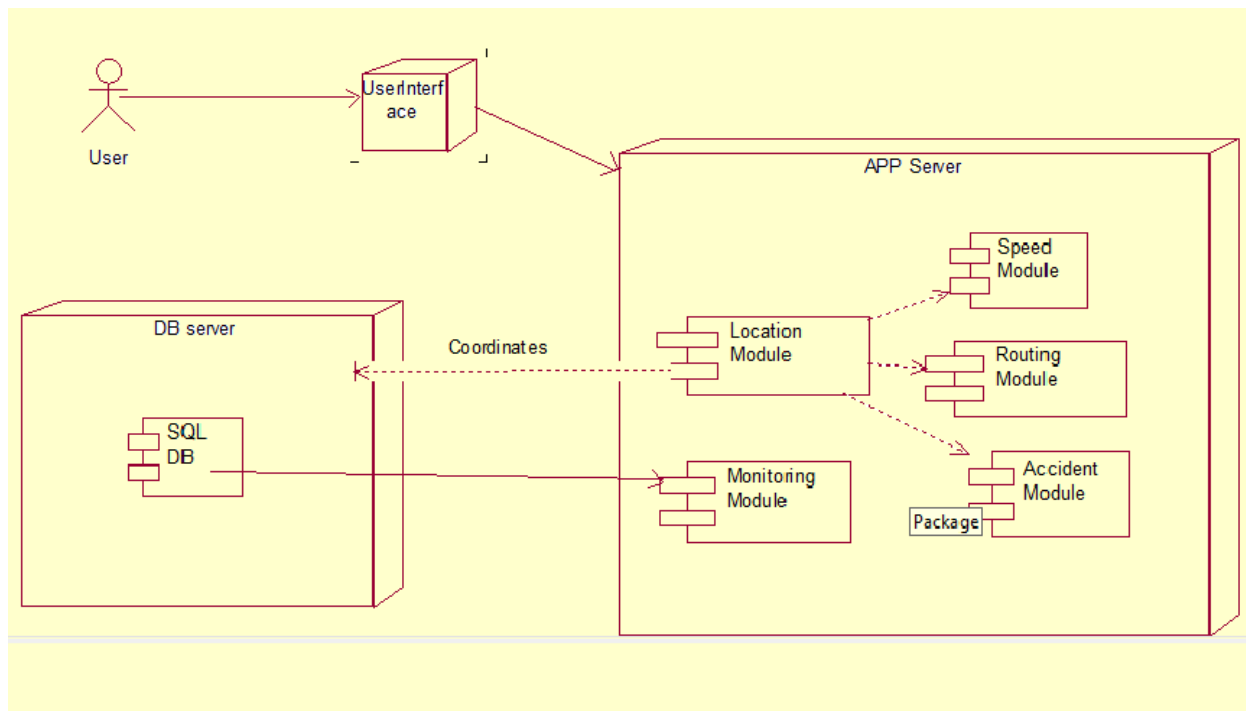 UserInterf
ace
User
APP Server
Speed
Module
DB server
Coordinates
Location
Module
Routing
Module
SQL
DB
Monitoring
Module
Accident
Module
Package